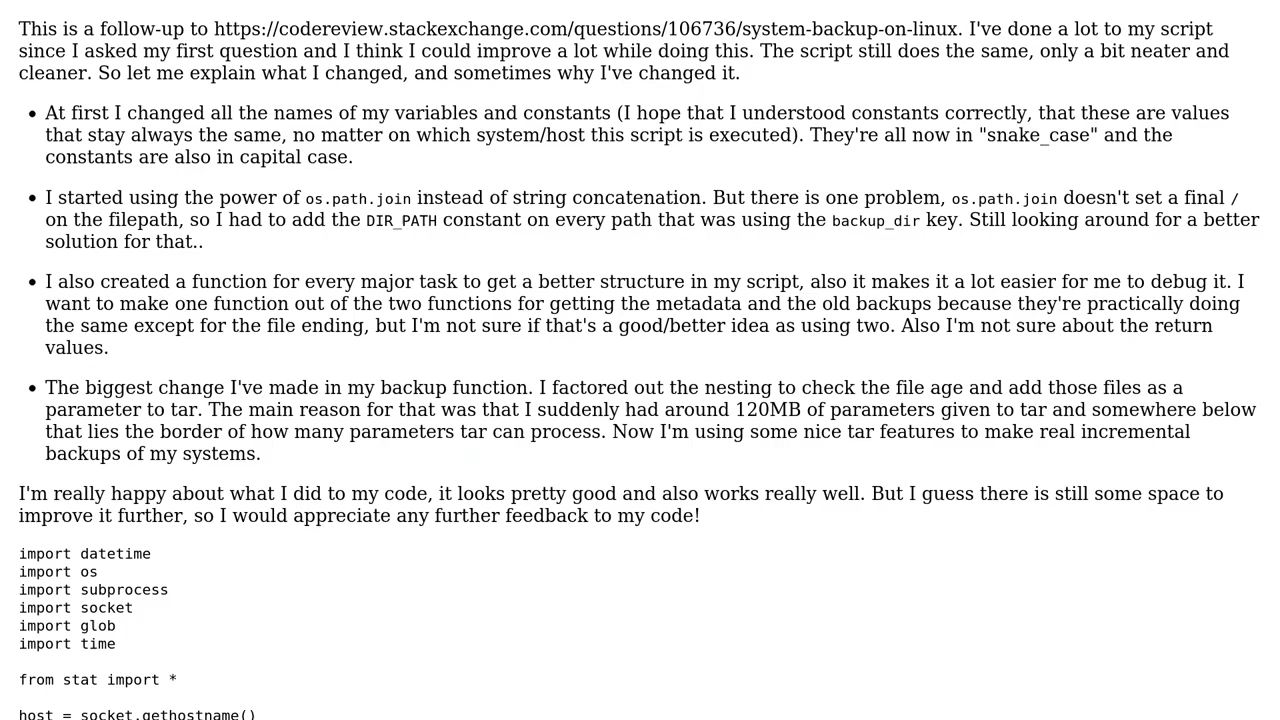 This is a follow-up to https://codereview.stackexchange.com/questions/106736/system-backup-on-linux. I've done a lot to my script
since I asked my first question and I think I could improve a lot while doing this. The script still does the same, only a bit neater and
cleaner. So let me explain what I changed, and sometimes why I've changed it.
• At first I changed all the names of my variables and constants (I hope that I understood constants correctly, that these are values
that stay always the same, no matter on which system/host this script is executed). They're all now in "snake_case" and the
constants are also in capital case.
• I started using the power of os.path.join instead of string concatenation. But there is one problem, os.path.join doesn't set a final /
on the filepath, so I had to add the DIR_PATH constant on every path that was using the backup_dir key. Still looking around for a better
solution for that..
• I also created a function for every major task to get a better structure in my script, also it makes it a lot easier for me to debug it. I
want to make one function out of the two functions for getting the metadata and the old backups because they're practically doing
the same except for the file ending, but I'm not sure if that's a good/better idea as using two. Also I'm not sure about the return
values.
• The biggest change I've made in my backup function. I factored out the nesting to check the file age and add those files as a
parameter to tar. The main reason for that was that I suddenly had around 120MB of parameters given to tar and somewhere below
that lies the border of how many parameters tar can process. Now I'm using some nice tar features to make real incremental
backups of my systems.
I'm really happy about what I did to my code, it looks pretty good and also works really well. But I guess there is still some space to
improve it further, so I would appreciate any further feedback to my code!
import datetime
import os
import subprocess
import socket
import glob
import time
from stat import *
host = socket.gethostname()